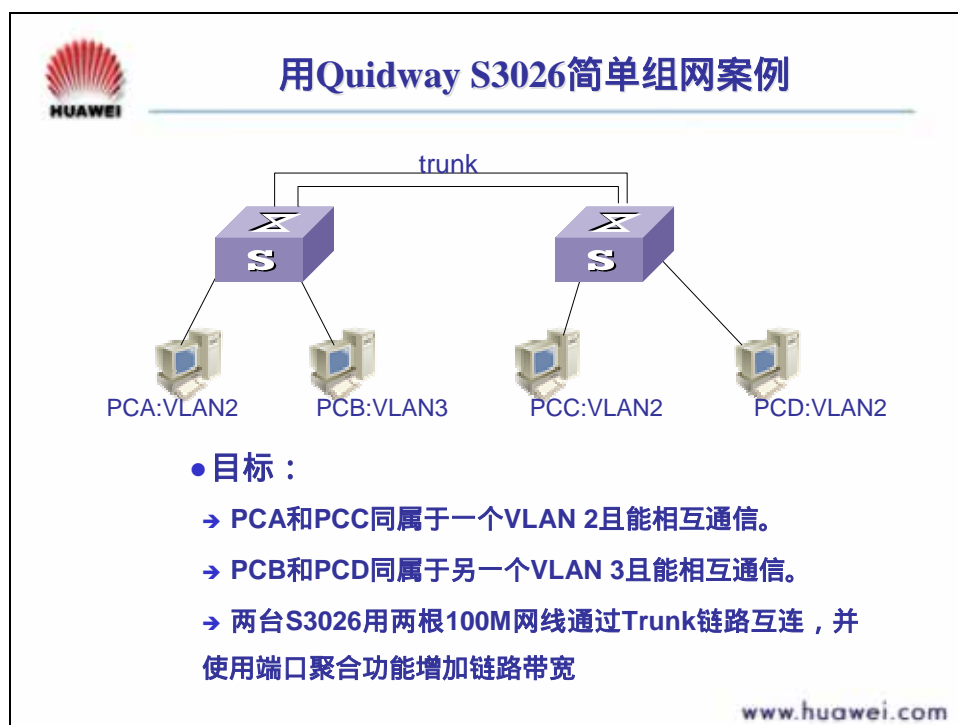 HUAWEI
用Quidway S3026简单组网案例
trunk
S
S
PCA:VLAN2
PCB:VLAN3
PCC:VLAN2
PCD:VLAN2
●目标：
➔ PCA和PCC同属于一个VLAN 2且能相互通信。
➔ PCB和PCD同属于另一个VLAN 3且能相互通信。
➔ 两台S3026用两根100M网线通过Trunk链路互连，并
使用端口聚合功能增加链路带宽
www.huawei.com